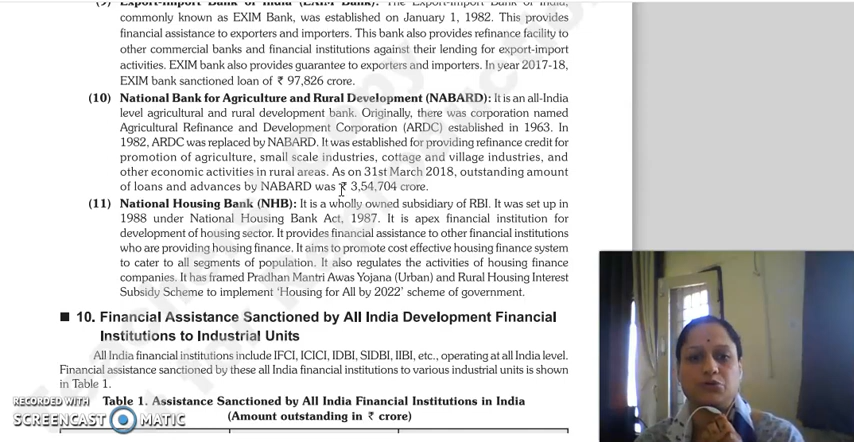 (9) Export-Import Bank of India (EXIM Bank): The Export-Import Bank of India,
commonly known as EXIM Bank, was established on January 1, 1982. This provides
financial assistance to exporters and importers. This bank also provides refinance facility to
other commercial banks and financial institutions against their lending for export-import
activities. EXIM bank also provides guarantee to exporters and importers. In year 2017-18,
EXIM bank sanctioned loan of ₹ 97,826 crore.
(10) National Bank for Agriculture and Rural Development (NABARD): It is an all-India
level agricultural and rural development bank. Originally, there was corporation named
Agricultural Refinance and Development Corporation (ARDC) established in 1963. In
1982, ARDC was replaced by NABARD. It was established for providing refinance credit for
promotion of agriculture, small scale industries, cottage and village industries, and
other economic activities in rural areas. As on 31st March 2018, outstanding amount
of loans and advances by NABARD was ₹ 3,54,704 crore.
(11) National Housing Bank (NHB): It is a wholly owned subsidiary of RBI. It was set up in
1988 under National Housing Bank Act, 1987. It is apex financial institution for
development of housing sector. It provides financial assistance to other financial institutions
who are providing housing finance. It aims to promote cost effective housing finance system
to cater to all segments of population. It also regulates the activities of housing finance
companies. It has framed Pradhan Mantri Awas Yojana (Urban) and Rural Housing Interest
Subsidy Scheme to implement ‘Housing for All by 2022’ scheme of government.
■ 10. Financial Assistance Sanctioned by All India Development Financial
Institutions to Industrial Units
All India financial institutions include IFCI, ICICI, IDBI, SIDBI, IIBI, etc., operating at all India level.
Financial assistance sanctioned by these all India financial institutions to various industrial units is shown
in Table 1.
Table 1. Assistance Sanctioned by All India Financial Institutions in India
(Amount outstanding in ₹ crore)
RECORDED WITH
SCREENCAST MATIC